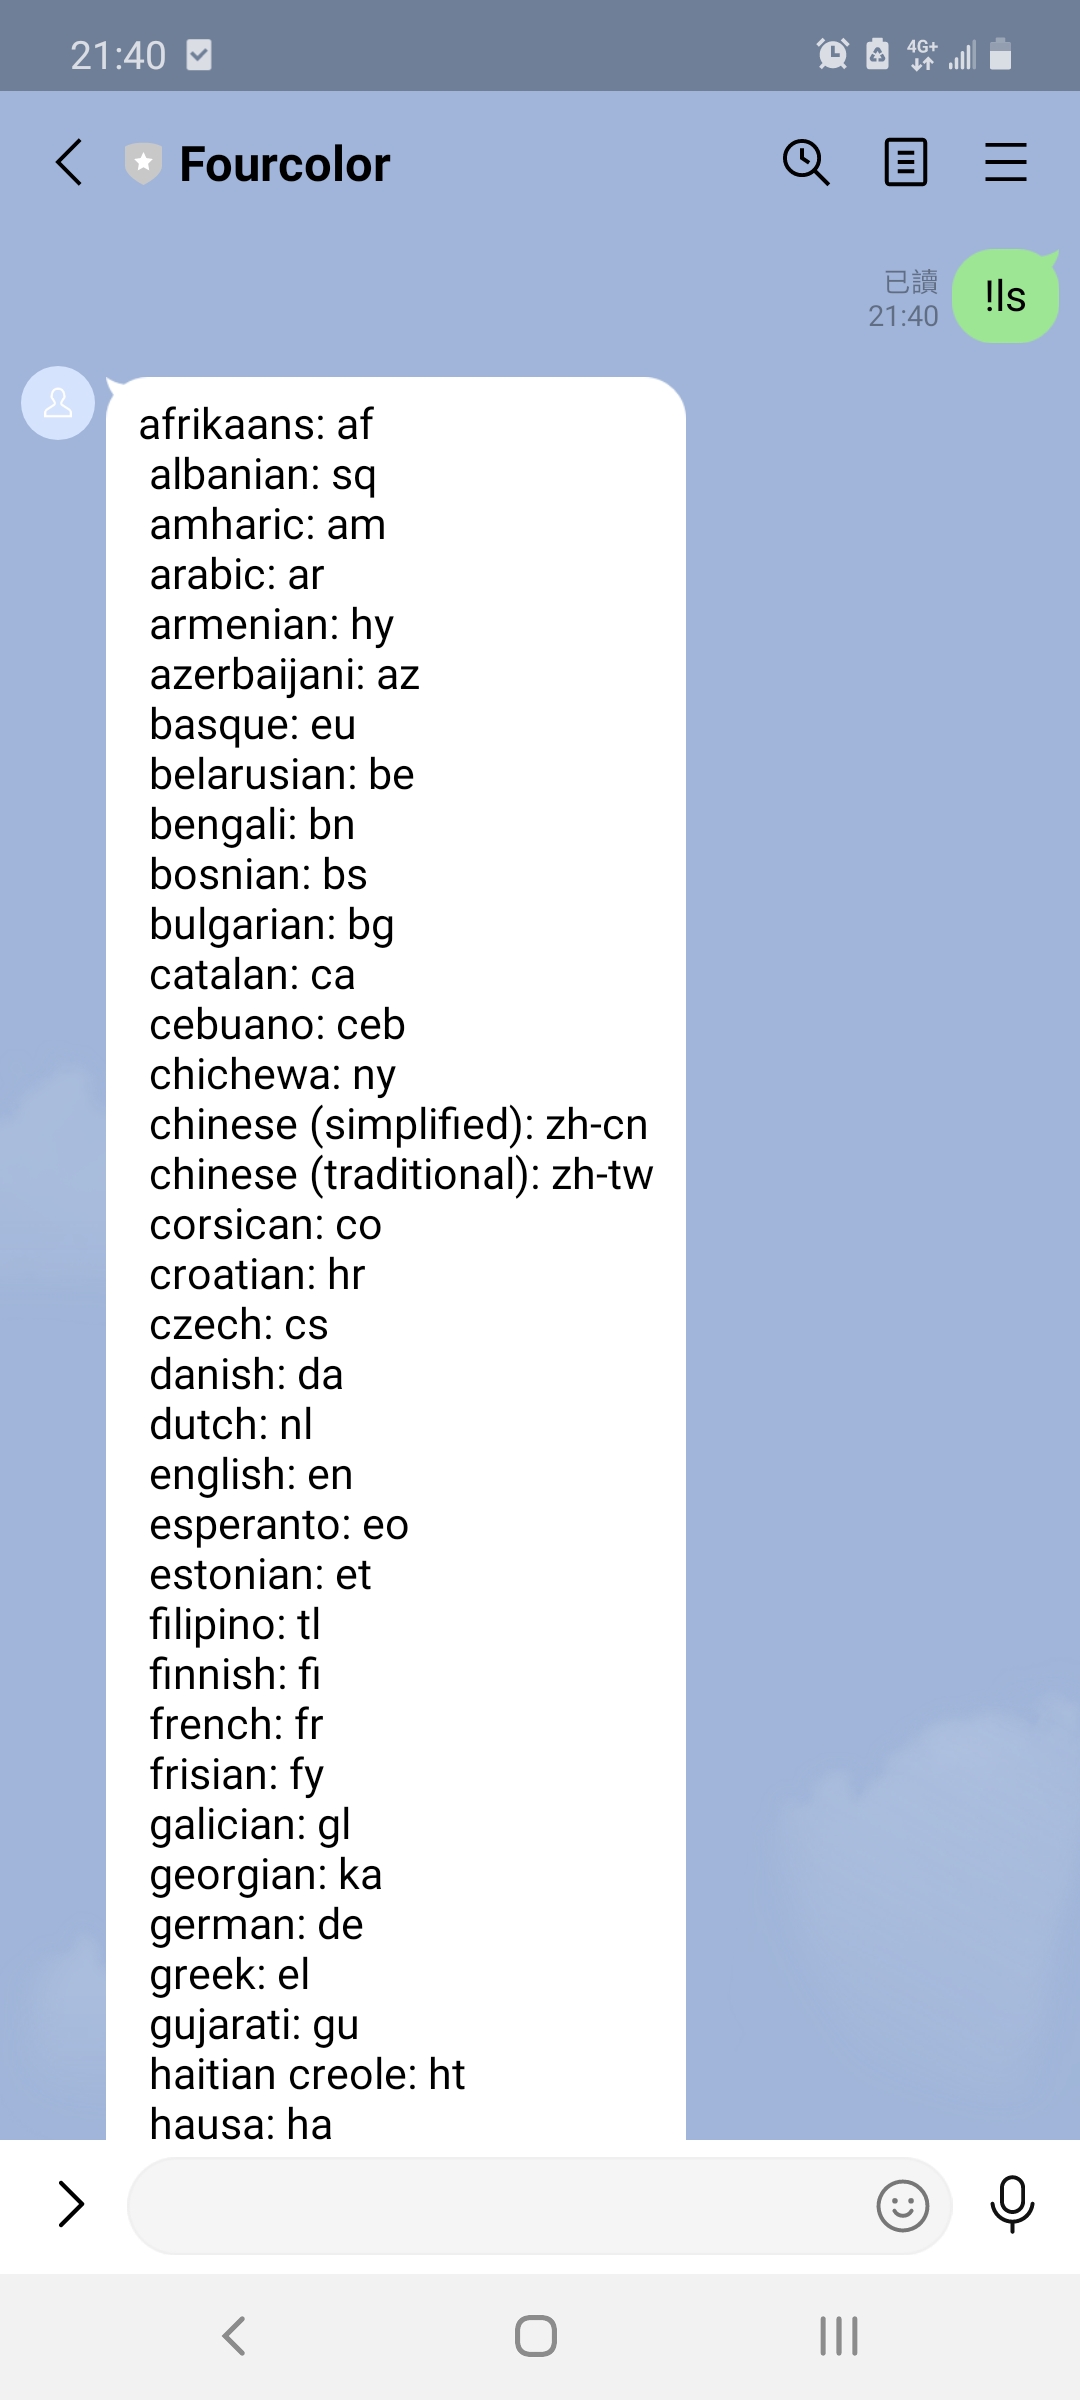 21:40
4G+
Fourcolor
已讀
21:40
!ls
afrikaans: af
albanian: sq
amharic: am
arabic: ar
armenian: hy
azerbaijani: az
basque: eu
belarusian: be
bengali: bn
bosnian: bs
bulgarian: bg
catalan: ca
cebuano: ceb
chichewa: ny
chinese (simplified): zh-cn
chinese (traditional): zh-tw
corsican: co
croatian: hr
czech: cs
danish: da
dutch: nl
english: en
esperanto: eo
estonian: et
filipino: tl
finnish: fi
french: fr
frisian: fy
galician: gl
georgian: ka
german: de
greek: el
gujarati: gu
haitian creole: ht
hausa: ha